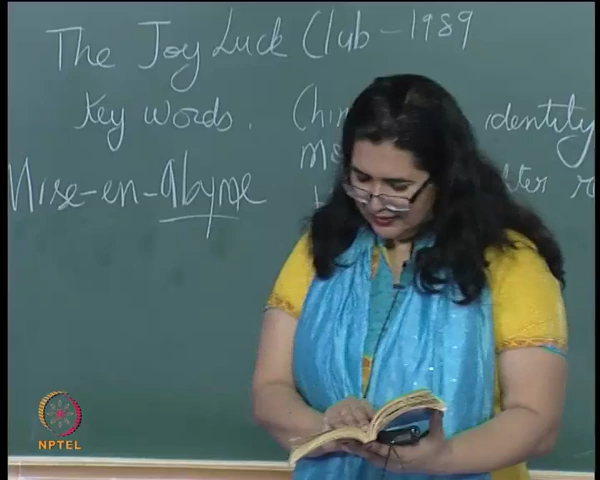 The Joy Luck Club - 1989
Key words. identity
Mise-en-Abyme
NPTEL